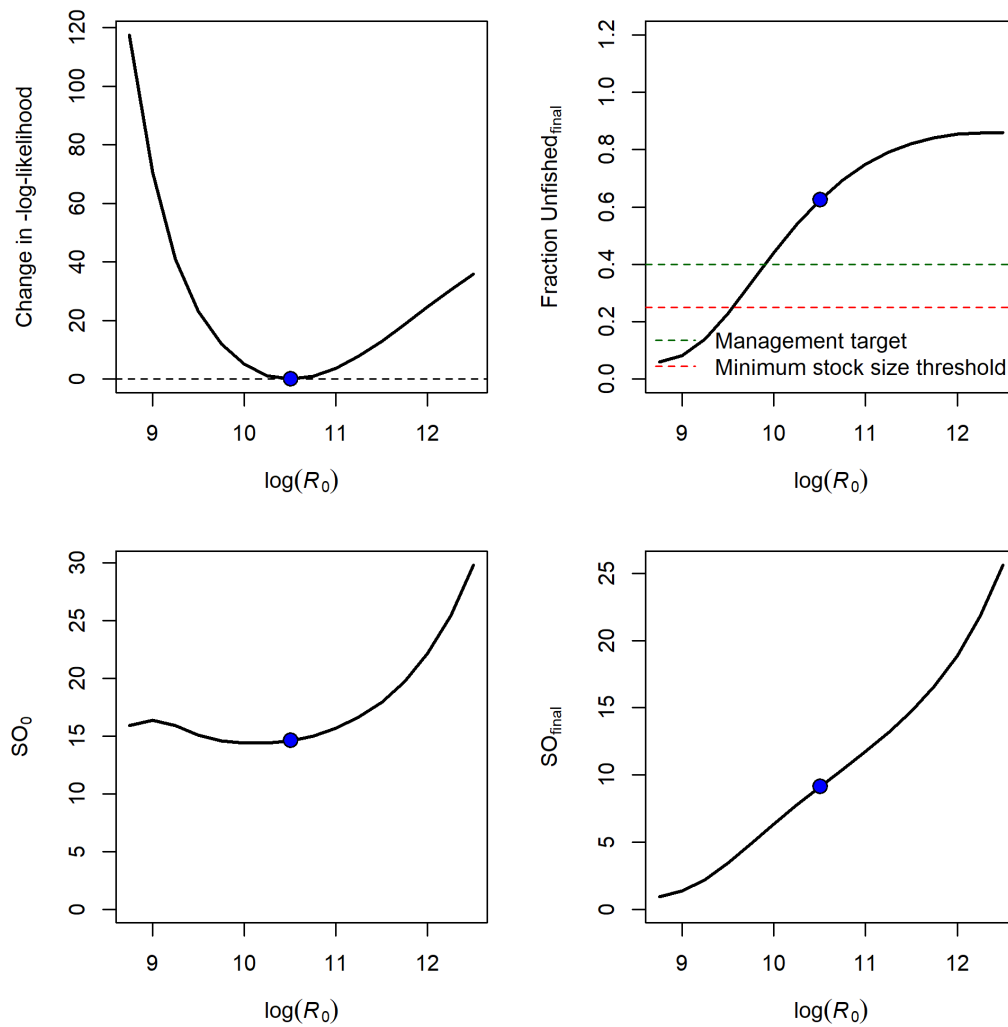 Change in -log-likelihood
0 20 40 60 80 100 120
9 10 11 12
log(R₀)
Fraction Unfished_final
0.0 0.2 0.4 0.6 0.8 1.0 1.2
Management target
Minimum stock size threshold
9 10 11 12
log(R₀)
SO₀
0 5 10 15 20 25 30
9 10 11 12
log(R₀)
SO_final
0 5 10 15 20 25
9 10 11 12
log(R₀)